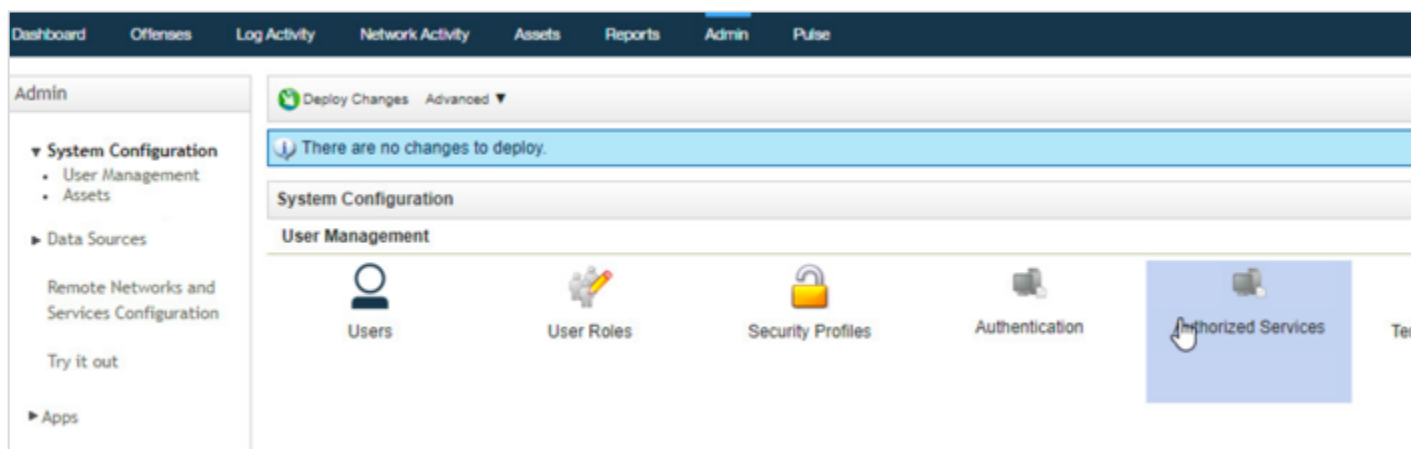 Dashboard Offenses Log Activity Network Activity Assets Reports Admin Pulse
Admin
System Configuration
User Management
Assets
Data Sources
Remote Networks and
Services Configuration
Try it out
Apps
Deploy Changes Advanced
There are no changes to deploy.
System Configuration
User Management
Users
User Roles
Security Profiles
Authentication
Authorized Services